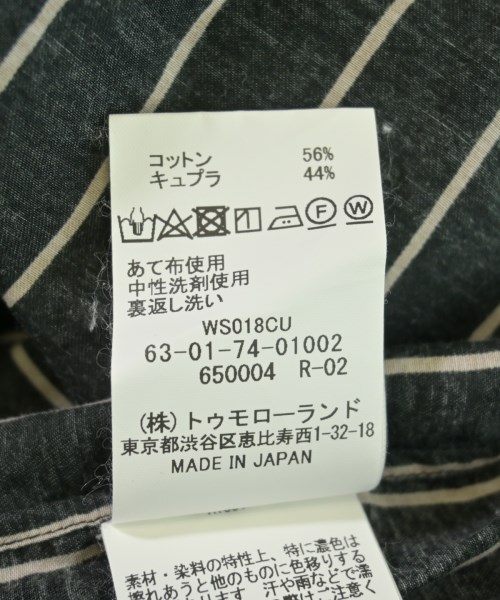 コットン 56%
キュプラ 44%
F W
あて布使用
中性洗剤使用
裏返し洗い
WS018CU
63-01-74-01002
650004 R-02
(株)トゥモローランド
東京都渋谷区恵比寿西1-32-18
MADE IN JAPAN
素材・染料の特性上、特に濃色は
擦れあうと他のものに色移りする
汗や雨などで濡